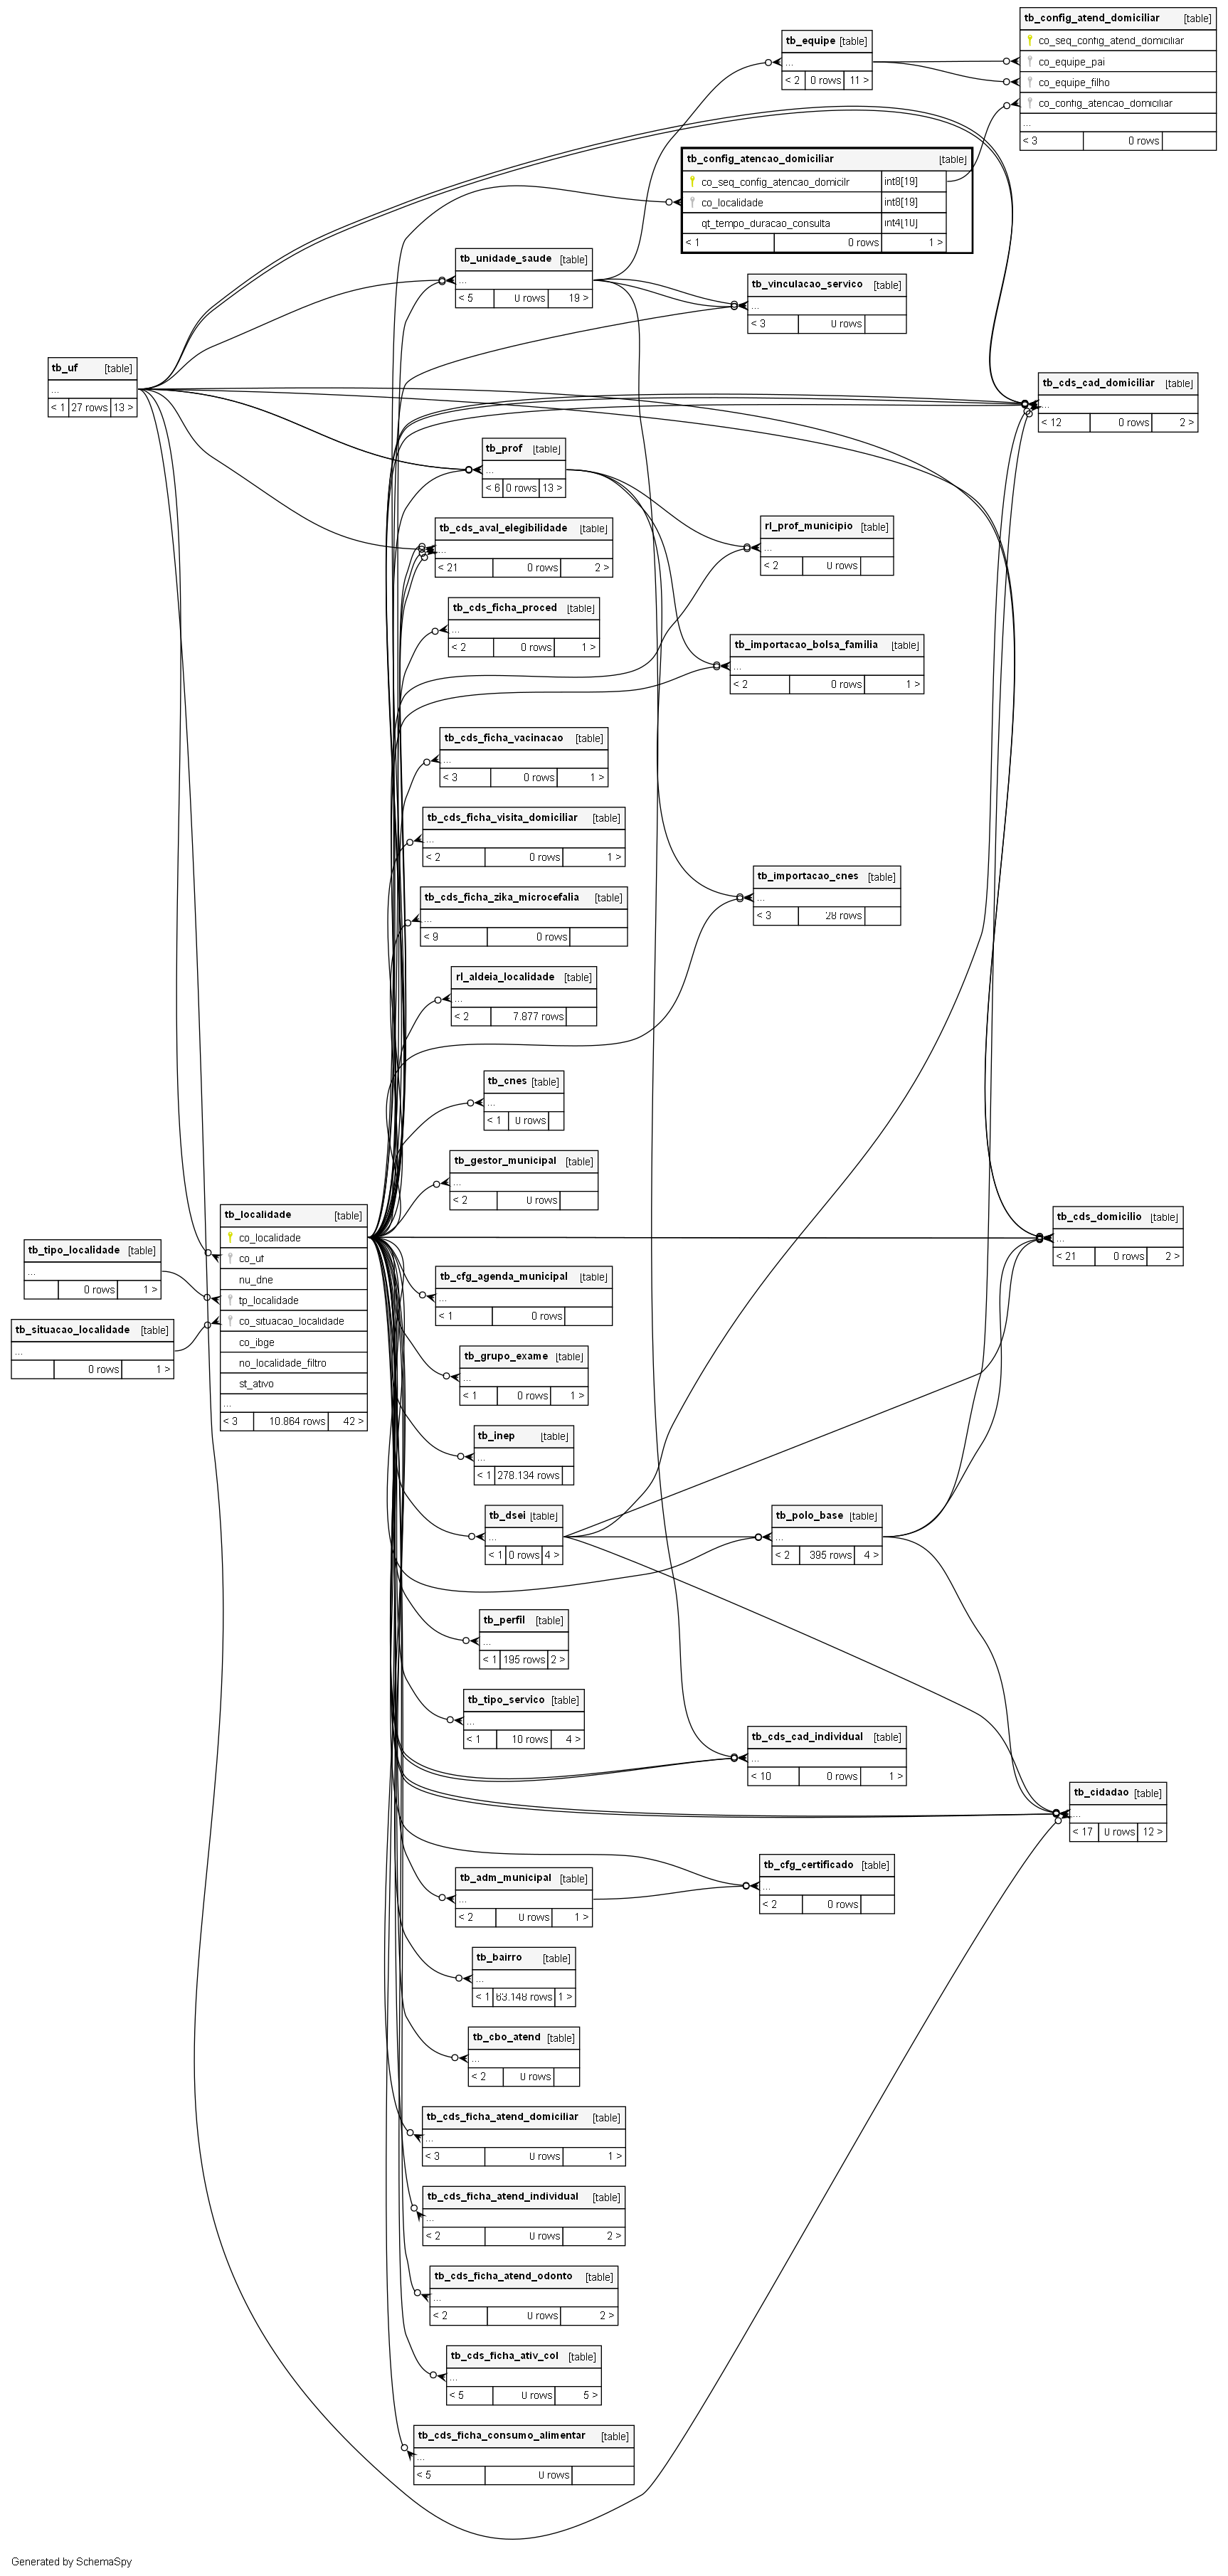 tb_equipe [table]
...
< 2 0 rows 11 >
tb_config_atend_domiciliar [table]
co_seq_config_atend_domiciliar
co_equipe_pai
co_equipe_filho
co_config_atencao_domiciliar
...
< 3 0 rows
tb_config_atencao_domiciliar [table]
co_seq_config_atencao_domicilr int8[19]
co_localidade int8[19]
qt_tempo_duracao_consulta int4[10]
< 1 0 rows 1 >
tb_unidade_saude [table]
...
< 5 0 rows 19 >
tb_vinculacao_servico [table]
...
< 3 0 rows
tb_uf [table]
...
< 1 27 rows 13 >
tb_cds_cad_domiciliar [table]
...
< 12 0 rows 2 >
tb_prof [table]
...
< 6 0 rows 13 >
tb_cds_aval_elegibilidade [table]
...
< 21 0 rows 2 >
rl_prof_municipio [table]
...
< 2 0 rows
tb_cds_ficha_proced [table]
...
< 2 0 rows 1 >
tb_importacao_bolsa_familia [table]
...
< 2 0 rows 1 >
tb_cds_ficha_vacinacao [table]
...
< 3 0 rows 1 >
tb_cds_ficha_visita_domiciliar [table]
...
< 2 0 rows 1 >
tb_importacao_cnes [table]
...
< 3 28 rows
tb_cds_ficha_zika_microcefalia [table]
...
< 9 0 rows
rl_aldeia_localidade [table]
...
< 2 7.877 rows
tb_cnes [table]
...
< 1 0 rows
tb_gestor_municipal [table]
...
< 2 0 rows
tb_localidade [table]
co_localidade
co_uf
nu_dne
tp_localidade
co_situacao_localidade
co_ibge
no_localidade_filtro
st_ativo
...
< 3 10.864 rows 42 >
tb_cds_domicilio [table]
...
< 21 0 rows 2 >
tb_tipo_localidade [table]
...
0 rows 1 >
tb_situacao_localidade [table]
...
0 rows 1 >
tb_cfg_agenda_municipal [table]
...
< 1 0 rows
tb_grupo_exame [table]
...
< 1 0 rows 1 >
tb_inep [table]
...
< 1 278.134 rows
tb_dsei [table]
...
< 1 0 rows 4 >
tb_polo_base [table]
...
< 2 395 rows 4 >
tb_perfil [table]
...
< 1 195 rows 2 >
tb_tipo_servico [table]
...
< 1 10 rows 4 >
tb_cds_cad_individual [table]
...
< 10 0 rows 1 >
tb_cidadao [table]
...
< 17 0 rows 12 >
tb_cfg_certificado [table]
...
< 2 0 rows
tb_adm_municipal [table]
...
< 2 0 rows 1 >
tb_bairro [table]
...
< 1 63.148 rows 1 >
tb_cbo_atend [table]
...
< 2 0 rows
tb_cds_ficha_atend_domiciliar [table]
...
< 3 0 rows 1 >
tb_cds_ficha_atend_individual [table]
...
< 2 0 rows 2 >
tb_cds_ficha_atend_odonto [table]
...
< 2 0 rows 2 >
tb_cds_ficha_ativ_col [table]
...
< 5 0 rows 5 >
tb_cds_ficha_consumo_alimentar [table]
...
< 5 0 rows
Generated by SchemaSpy